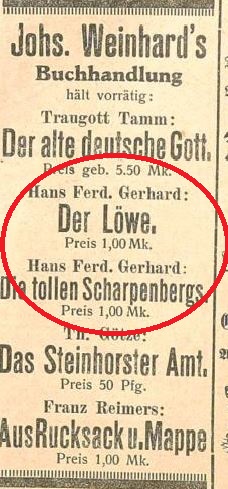 Johs. Weinhard's
Buchhandlung
hält vorrätig:
Traugott Tamm:
Der alte deutsche Gott.
Preis geb. 5.50 Mk.
Hans Ferd. Gerhard:
Der Löwe.
Preis 1,00 Mk.
Hans Ferd. Gerhard:
Die tollen Scharpenbergs.
Preis 1,00 Mk.
Th. Götze:
Das Steinhorster Amt.
Preis 50 Pfg.
Franz Reimers:
Aus Rucksack u. Mappe
Preis 1,00 Mk.